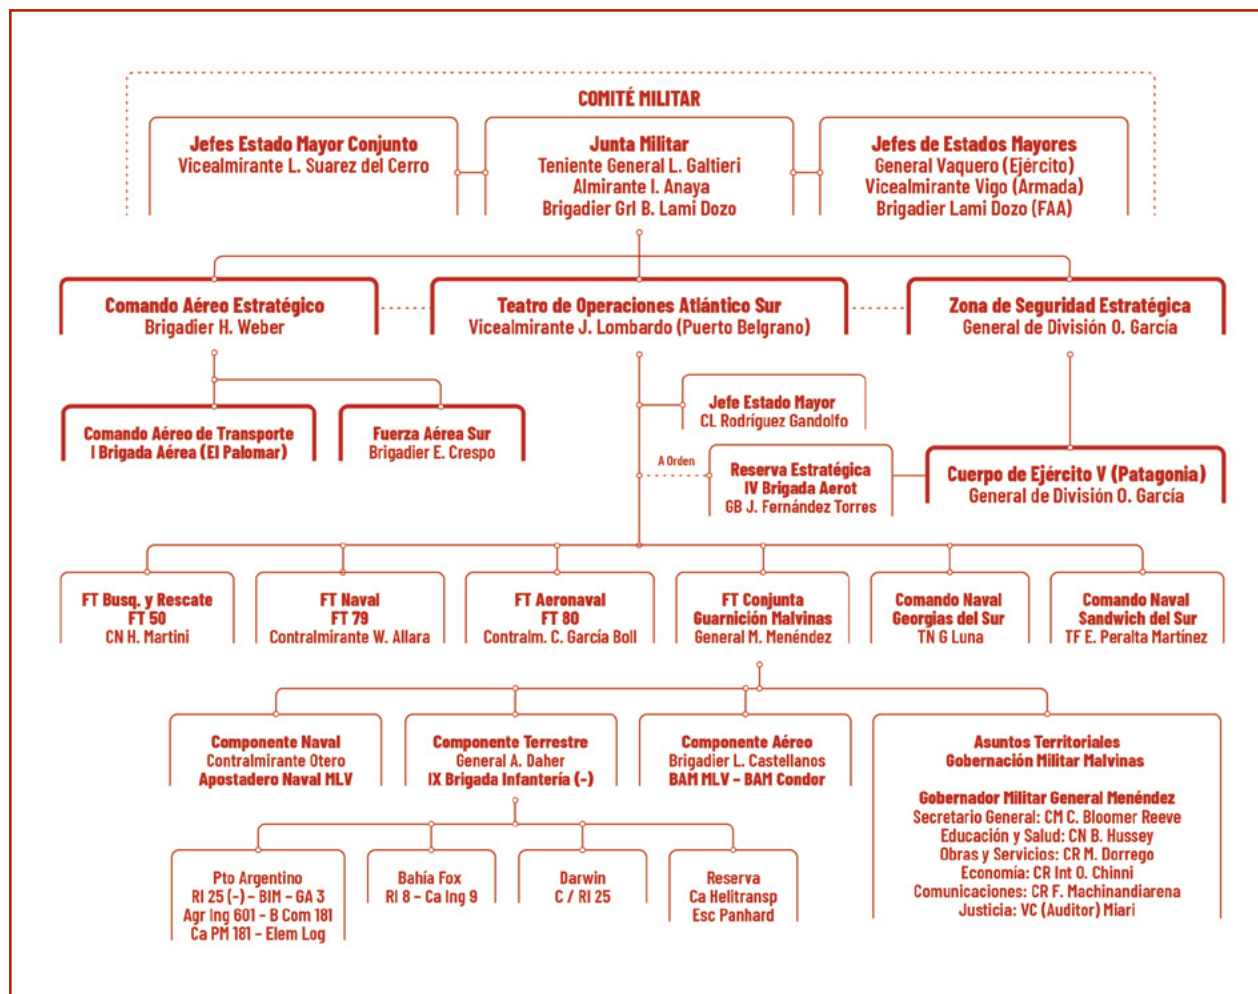 COMITÉ MILITAR
Jefes Estado Mayor Conjunto
Vicealmirante L. Suarez del Cerro
Junta Militar
Teniente General L. Galtieri
Almirante I. Anaya
Brigadier Grl B. Lami Dozo
Jefes de Estados Mayores
General Vaquero (Ejército)
Vicealmirante Vigo (Armada)
Brigadier Lami Dozo (FAA)
Comando Aéreo Estratégico
Brigadier H. Weber
Teatro de Operaciones Atlántico Sur
Vicealmirante J. Lombardo (Puerto Belgrano)
Zona de Seguridad Estratégica
General de División O. García
Comando Aéreo de Transporte
I Brigada Aérea (El Palomar)
Fuerza Aérea Sur
Brigadier E. Crespo
Jefe Estado Mayor
CL Rodríguez Gandolfo
A Orden
Reserva Estratégica
IV Brigada Aerot
GB J. Fernández Torres
Cuerpo de Ejército V (Patagonia)
General de División O. García
FT Busq. y Rescate
FT 50
CN H. Martini
FT Naval
FT 79
Contralmirante W. Allara
FT Aeronaval
FT 80
Contralm. C. García Boll
FT Conjunta
Guarnición Malvinas
General M. Menéndez
Comando Naval
Georgias del Sur
TN G Luna
Comando Naval
Sandwich del Sur
TF E. Peralta Martínez
Componente Naval
Contralmirante Otero
Apostadero Naval MLV
Componente Terrestre
General A. Daher
IX Brigada Infantería (-)
Componente Aéreo
Brigadier L. Castellanos
BAM MLV – BAM Condor
Asuntos Territoriales
Gobernación Militar Malvinas
Gobernador Militar General Menéndez
Secretario General: CM C. Bloomer Reeve
Educación y Salud: CN B. Hussey
Obras y Servicios: CR M. Dorrego
Economía: CR Int O. Chinni
Comunicaciones: CR F. Machinandiarena
Justicia: VC (Auditor) Miari
Pto Argentino
RI 25 (-) – BIM – GA 3
Agr Ing 601 – B Com 181
Ca PM 181 – Elem Log
Bahía Fox
RI 8 – Ca Ing 9
Darwin
C / RI 25
Reserva
Ca Helitransp
Esc Panhard